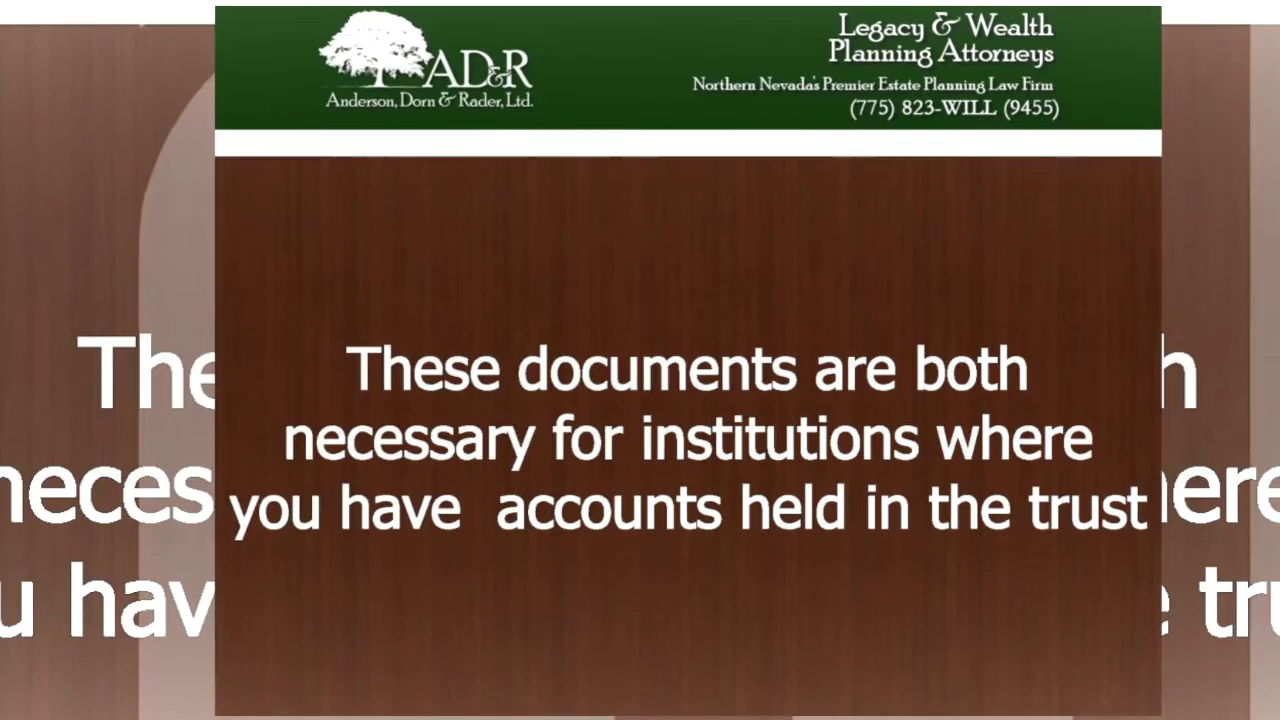 AD&R
Anderson, Dorn & Rader, Ltd.
Legacy & Wealth
Planning Attorneys
Northern Nevada's Premier Estate Planning Law Firm
(775) 823-WILL (9455)
These documents are both
necessary for institutions where
you have accounts held in the trust